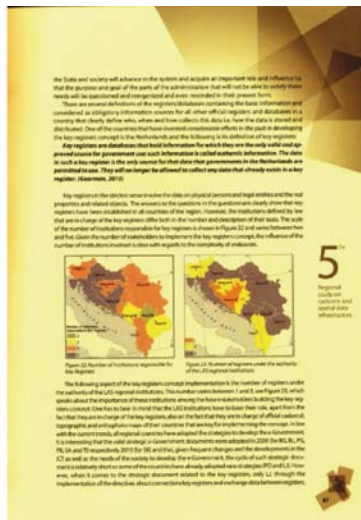 the State and society will advance in the system and acquire an important role and influence so
that the purpose and goal of the parts of the administration that will not be able to satisfy these
needs will be questioned and reorganized and even rescinded in their present form.
There are several definitions of the registers/databases containing the basic information and
considered as obligatory information sources for all other official registers and databases in a
country that clearly define who, when and how collects this data i.e. how the data is stored and
distributed. One of the countries that have invested considerable efforts in the past in developing
the key registers concept is the Netherlands and the following is its definition of key registers:
Key registers are databases that hold information for which they are the only valid and ap-
proved source for government use such information is called authentic information. The data
in such a key register is the only source for that data that governments in the Netherlands are
permitted to use. They will no longer be allowed to collect any data that already exists in a key
register.
Key registers in the strictest sense involve the data on physical persons and legal entities and the real
properties and related objects. The answers to the question in the questionnaire clearly show that key
registers have been established in all countries of the region. However, the institutions defined by law
that are in charge of the key registers differ both in the number and description of their tasks. The scale
of the number of institutions responsible for key registers is shown in Figure 22 and varies between two
and five. Given the number of stakeholders to implement the key registers concept, the influence of the
number of institutions involved is clear with regards to the complexity of endeavors.
5
Regional
study on
cadastre and
spatial data
infrastructure
Figure 22: Number of Institutions responsible for
Key Registers
Figure 23: Number of registers under the authority
of the LAS regional institutions
The following aspect of the key registers concept implementation is the number of registers under
the authority of the LAS regional institutions. This number varies between 1 and 3, see Figure 23, which
speaks about the importance of these institutions among the future stakeholders building the key reg-
isters concept. One has to bear in mind that the LAS institutions have to have their role, apart from the
fact that they are in charge of the key registers, also on the fact that they are in charge of official cadastral,
topographic and orthophoto maps of their countries that are key for implementing the concept. In line
with the current trends, all regional countries have adopted the strategies to develop the e-Government.
It is interesting that the valid strategic e-Government documents were adopted in 2009 (for
and respectively 2010 (for and that, given frequent changes and the developments in the
ICT as well as the needs of the society to develop the e-Government, the cycle of such strategic docu-
ment is relatively short so some of the countries have already adopted new strategies
ever, when it comes to the strategic document related to the key registers, only through the
implementation of the directives about connections key registers and exchange data between registers,